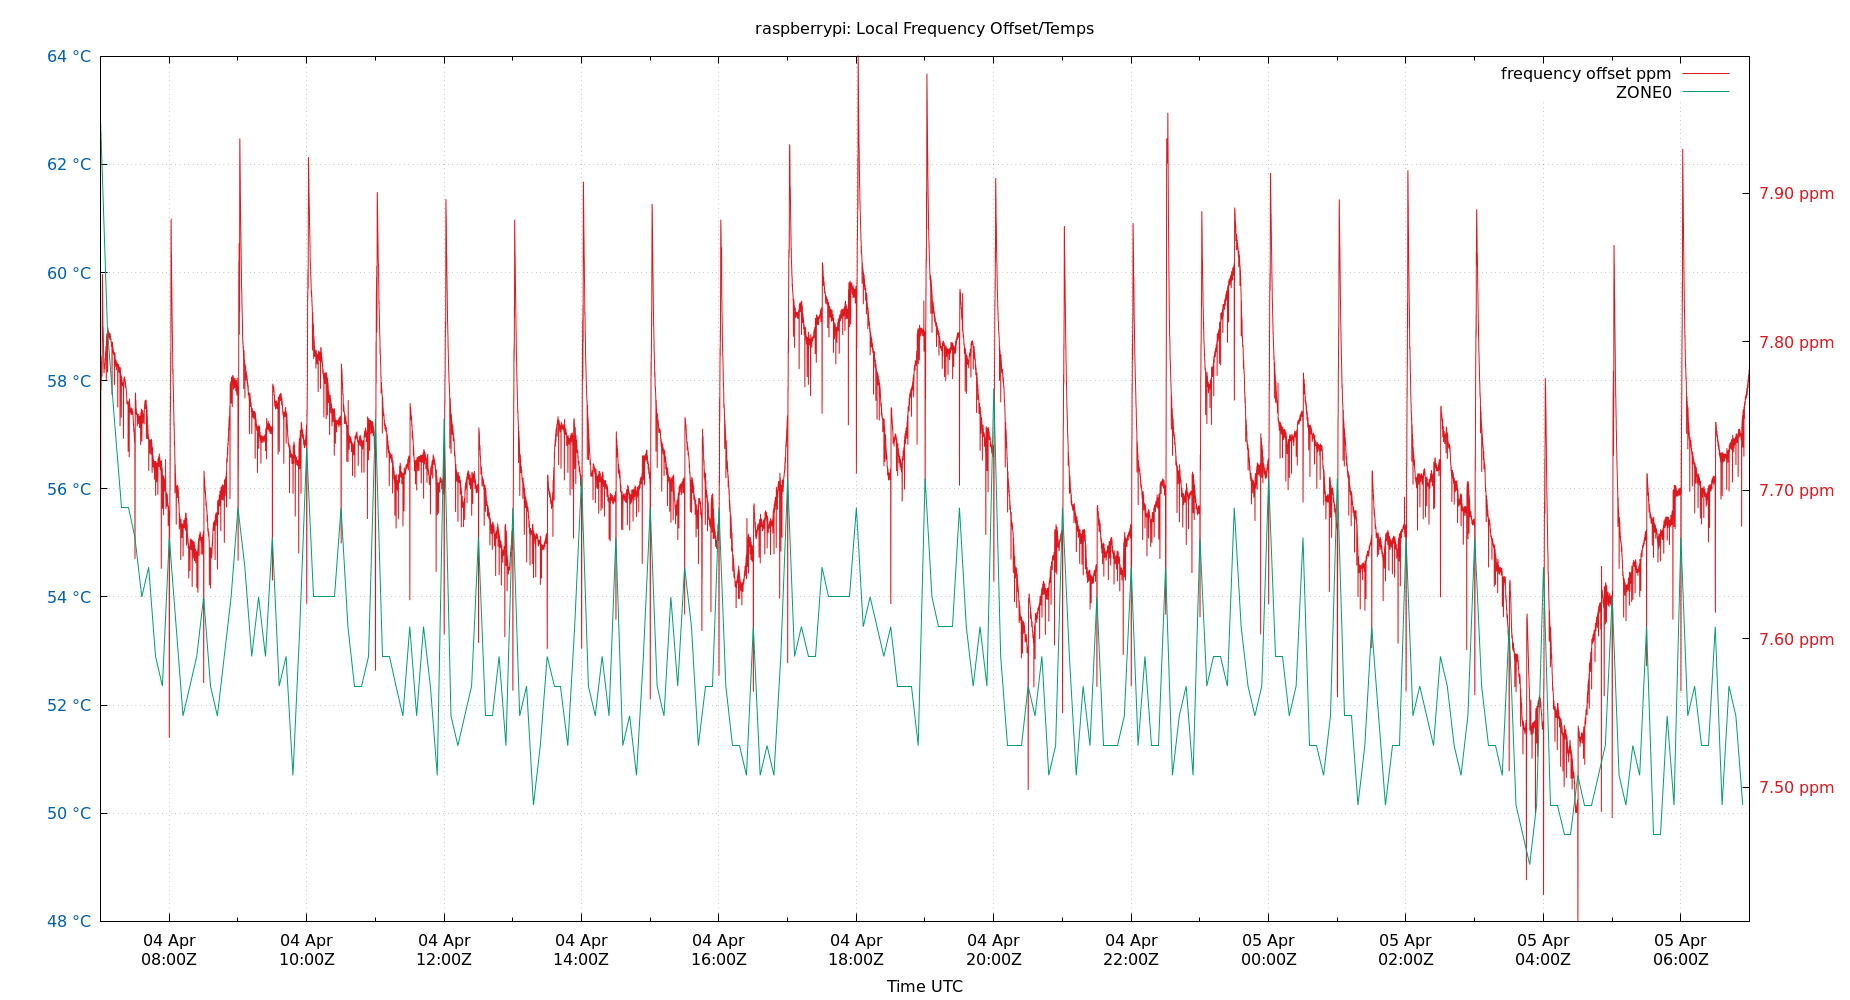 raspberrypi: Local Frequency Offset/Temps
frequency offset ppm
ZONE0
64 °C
62 °C
60 °C
58 °C
56 °C
54 °C
52 °C
50 °C
48 °C
7.90 ppm
7.80 ppm
7.70 ppm
7.60 ppm
7.50 ppm
04 Apr
08:00Z
04 Apr
10:00Z
04 Apr
12:00Z
04 Apr
14:00Z
04 Apr
16:00Z
04 Apr
18:00Z
04 Apr
20:00Z
04 Apr
22:00Z
05 Apr
00:00Z
05 Apr
02:00Z
05 Apr
04:00Z
05 Apr
06:00Z
Time UTC